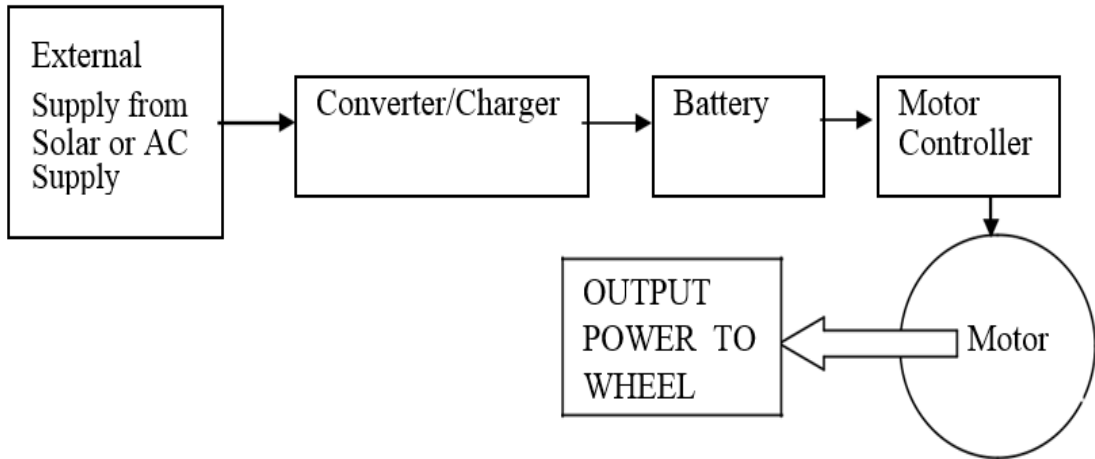 External
Supply from
Solar or AC
Supply
Converter/Charger
Battery
Motor
Controller
Motor
OUTPUT
POWER TO
WHEEL